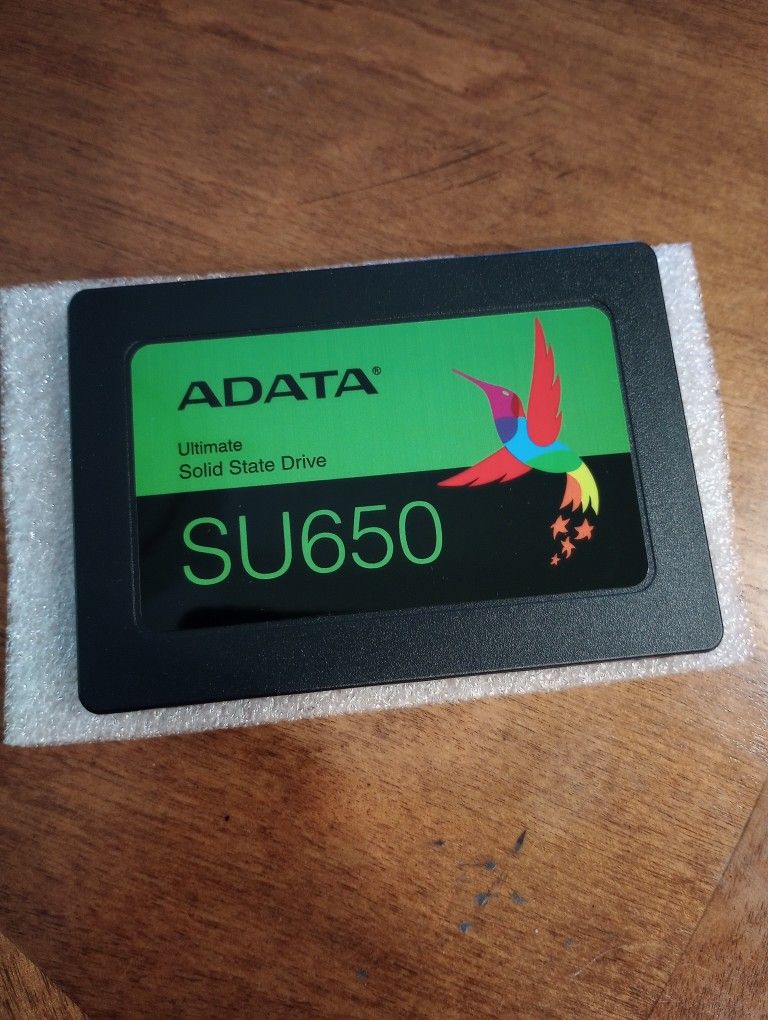 ADATA®
Ultimate
Solid State Drive
SU650